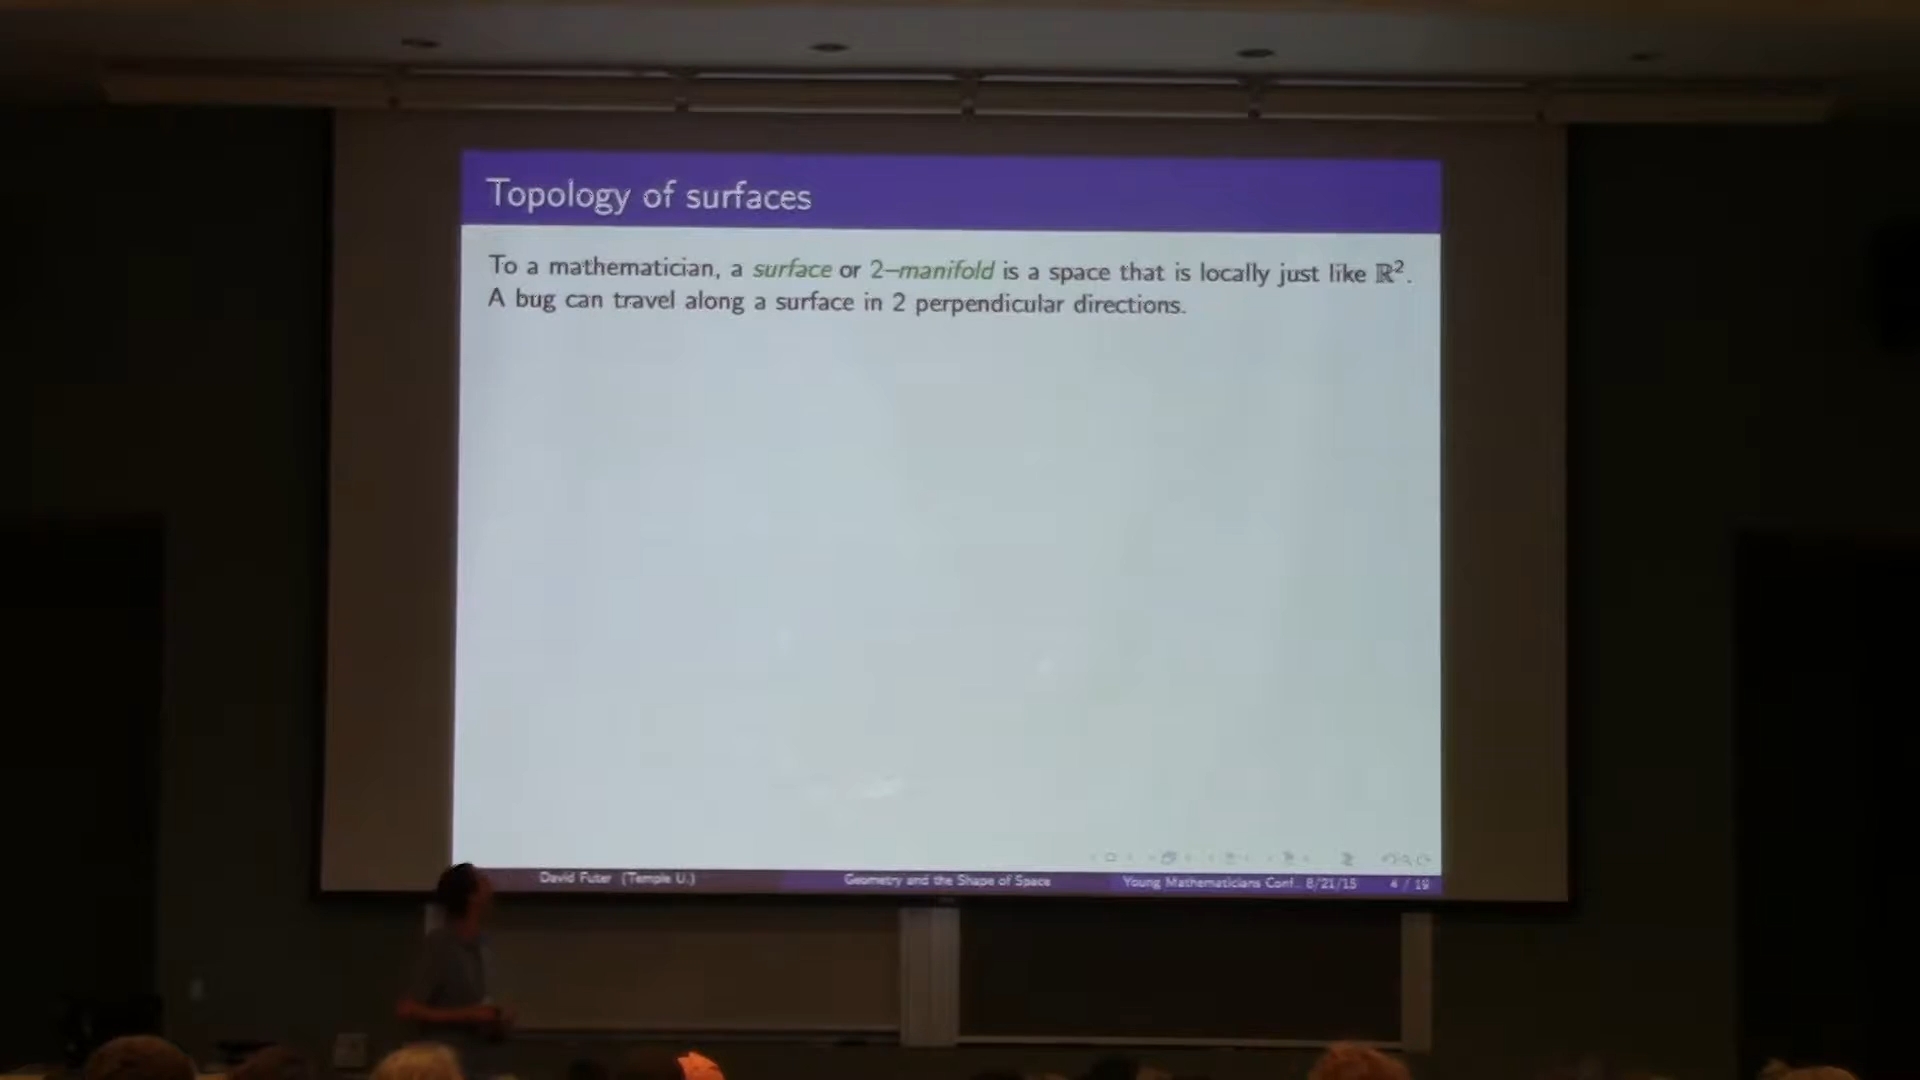 Topology of surfaces
To a mathematician, a surface or 2–manifold is a space that is locally just like ℝ².
A bug can travel along a surface in 2 perpendicular directions.
David Futer (Temple U.)
Geometry and the Shape of Space
Young Mathematicians Conf. 8/21/15
4 / 19